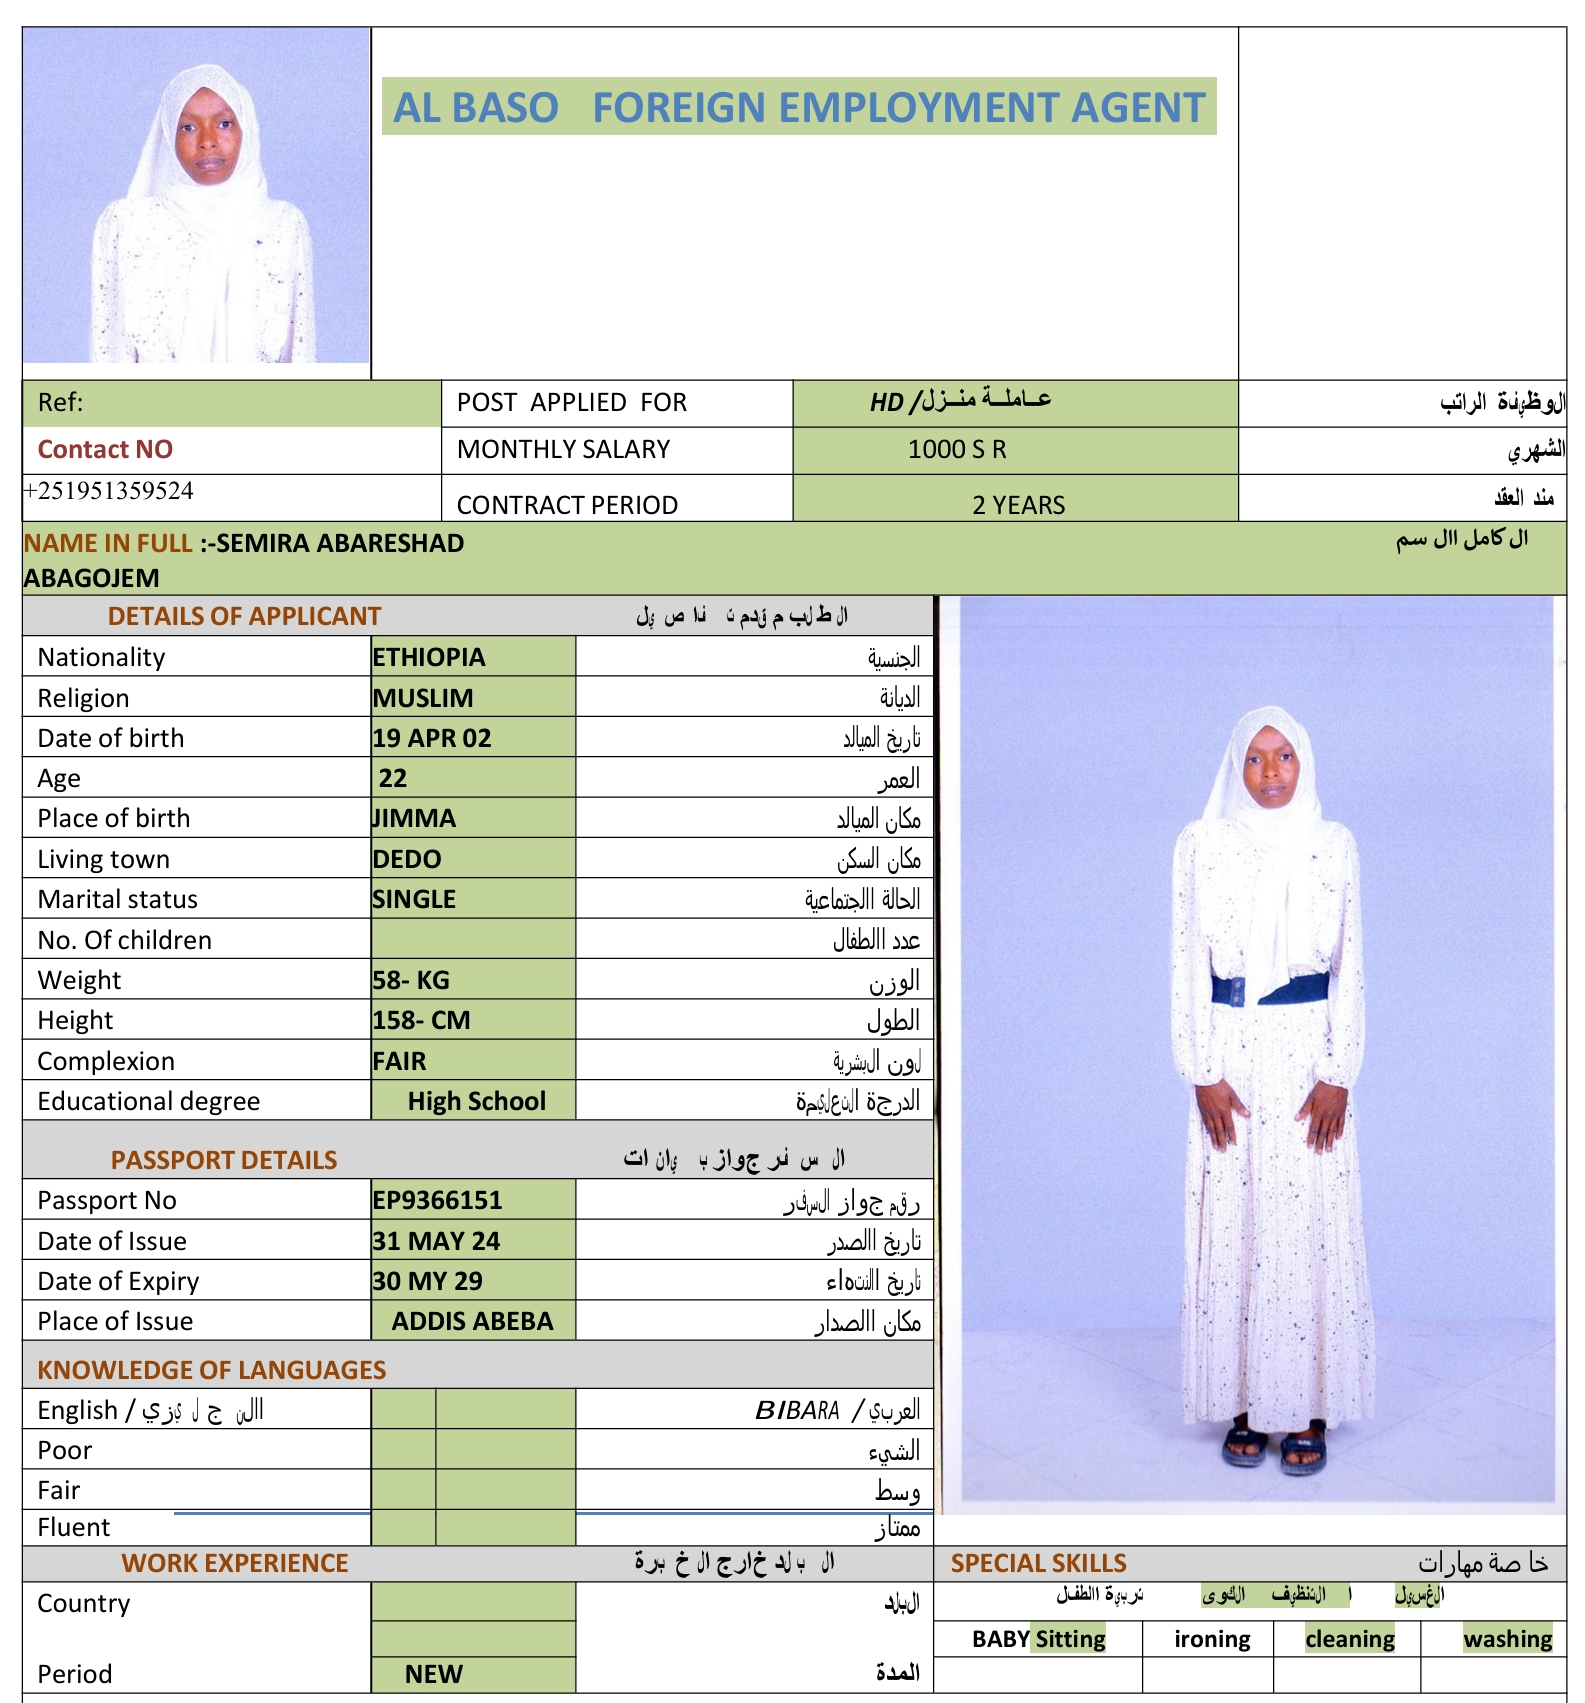 AL BASO FOREIGN EMPLOYMENT AGENT
Ref: POST APPLIED FOR HD /عـاملـة منـزل الوظيفة الراتب
Contact NO MONTHLY SALARY 1000 S R الشهري
+251951359524 CONTRACT PERIOD 2 YEARS مند العقد
NAME IN FULL :-SEMIRA ABARESHAD ال كامل اال سم
ABAGOJEM
DETAILS OF APPLICANT
Nationality ETHIOPIA الجنسية
Religion MUSLIM الديانة
Date of birth 19 APR 02 تاريخ الميالد
Age 22 العمر
Place of birth JIMMA مكان الميالد
Living town DEDO مكان السكن
Marital status SINGLE الحالة االجتماعية
No. Of children عدد االطفال
Weight 58- KG الوزن
Height 158- CM الطول
Complexion FAIR لون البشرية
Educational degree High School الدرجة التعليمة
PASSPORT DETAILS ال س فر جواز ب يان ات
Passport No EP9366151 رقم جواز السفر
Date of Issue 31 MAY 24 تاريخ االصدر
Date of Expiry 30 MY 29 تاريخ االنتهاء
Place of Issue ADDIS ABEBA مكان االصدار
KNOWLEDGE OF LANGUAGES
English / االن ج ل يزي BIBARA / العربي
Poor الشيء
Fair وسط
Fluent ممتاز
WORK EXPERIENCE ال ب لد خارج ال خ برة SPECIAL SKILLS خا صة مهارات
تربية االطفل الكوى التنظيف ا الغسيل
Country البلد
BABY Sitting ironing cleaning washing
Period NEW المدة